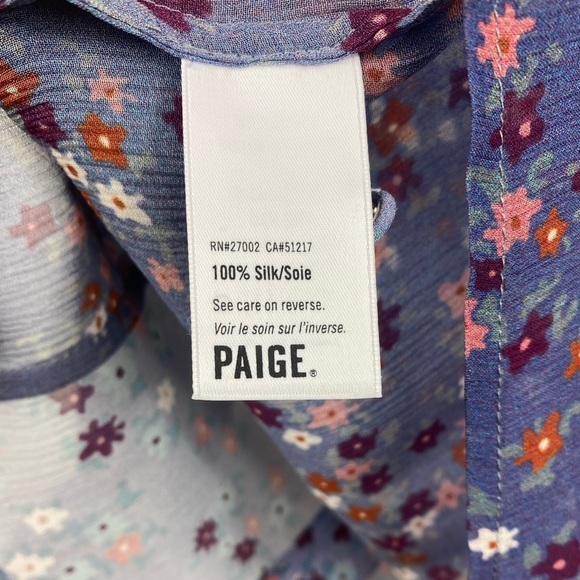 RN#27002 CA#51217
100% Silk/Soie
See care on reverse.
Voir le soin sur l'inverse.
PAIGE®